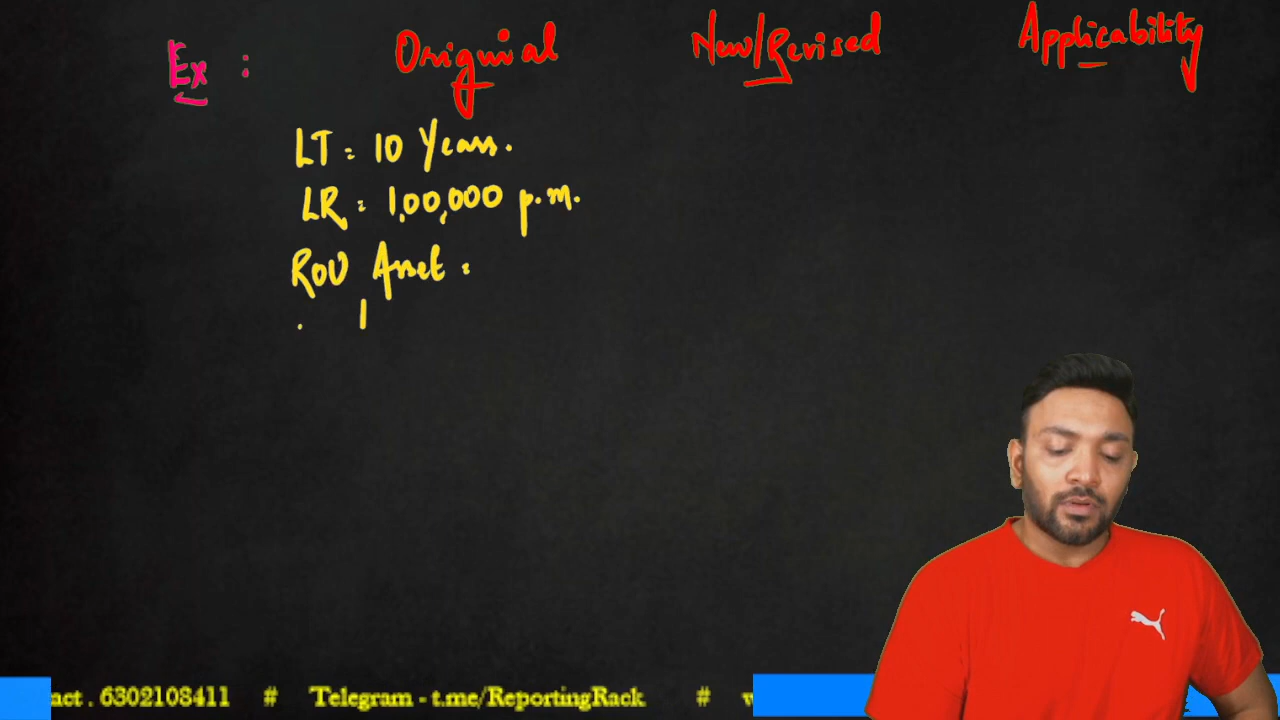 Ex : Original New/Revised Applicability
LT = 10 Years.
LR = 1,00,000 p.m.
ROU Asset =
act . 6302108411 # Telegram - t.me/ReportingRack #